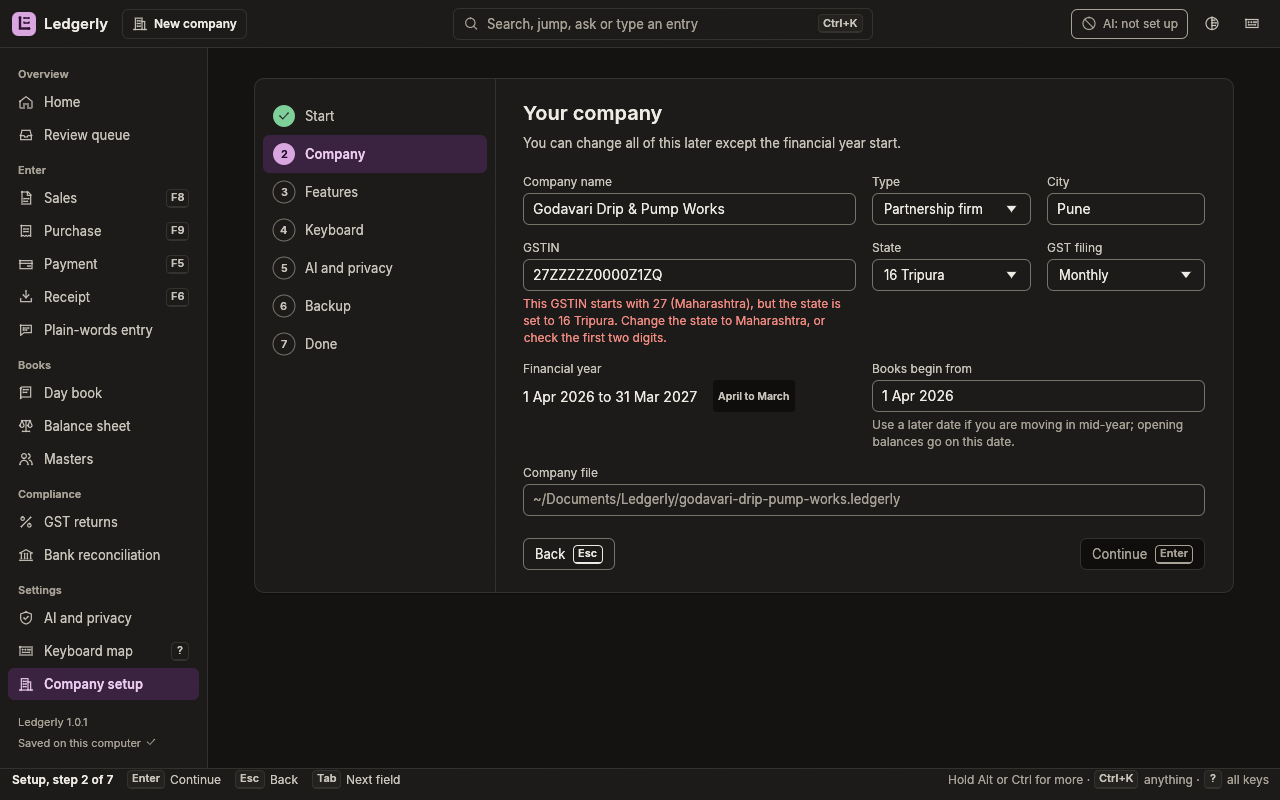 Ledgerly
New company
Search, jump, ask or type an entry
Ctrl+K
AI: not set up
Overview
Home
Review queue
Enter
Sales F8
Purchase F9
Payment F5
Receipt F6
Plain-words entry
Books
Day book
Balance sheet
Masters
Compliance
GST returns
Bank reconciliation
Settings
AI and privacy
Keyboard map ?
Company setup
Ledgerly 1.0.1
Saved on this computer
Start
2 Company
3 Features
4 Keyboard
5 AI and privacy
6 Backup
7 Done
Your company
You can change all of this later except the financial year start.
Company name
Godavari Drip & Pump Works
Type
Partnership firm
City
Pune
GSTIN
27ZZZZZ0000Z1ZQ
This GSTIN starts with 27 (Maharashtra), but the state is
set to 16 Tripura. Change the state to Maharashtra, or
check the first two digits.
State
16 Tripura
GST filing
Monthly
Financial year
1 Apr 2026 to 31 Mar 2027 April to March
Books begin from
1 Apr 2026
Use a later date if you are moving in mid-year; opening
balances go on this date.
Company file
~/Documents/Ledgerly/godavari-drip-pump-works.ledgerly
Back Esc
Continue Enter
Setup, step 2 of 7 Enter Continue Esc Back Tab Next field
Hold Alt or Ctrl for more · Ctrl+K anything · ? all keys